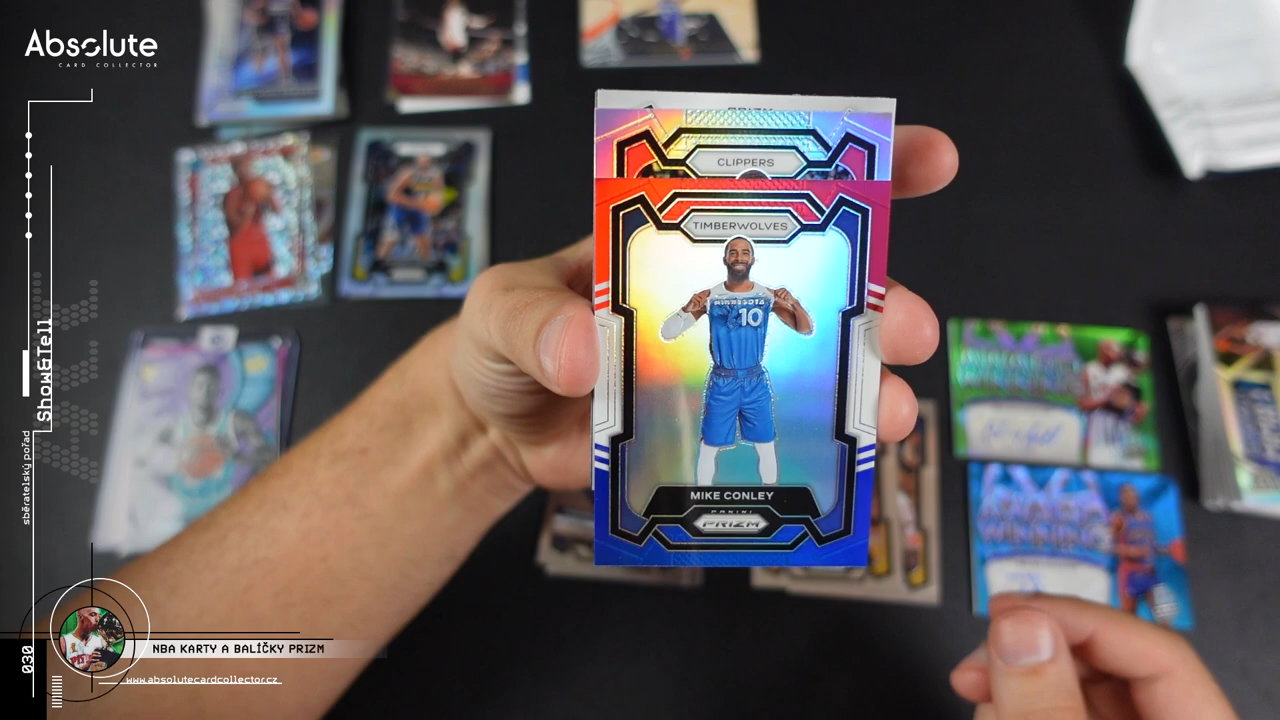 Absolute
CARD COLLECTOR
PRIZM
CLIPPERS
TIMBERWOLVES
MINNESOTA
10
MIKE CONLEY
PANINI
PRIZM
Show&Tell
sběratelský pořad
030
NBA KARTY A BALÍČKY PRIZM
www.absolutecardcollector.cz